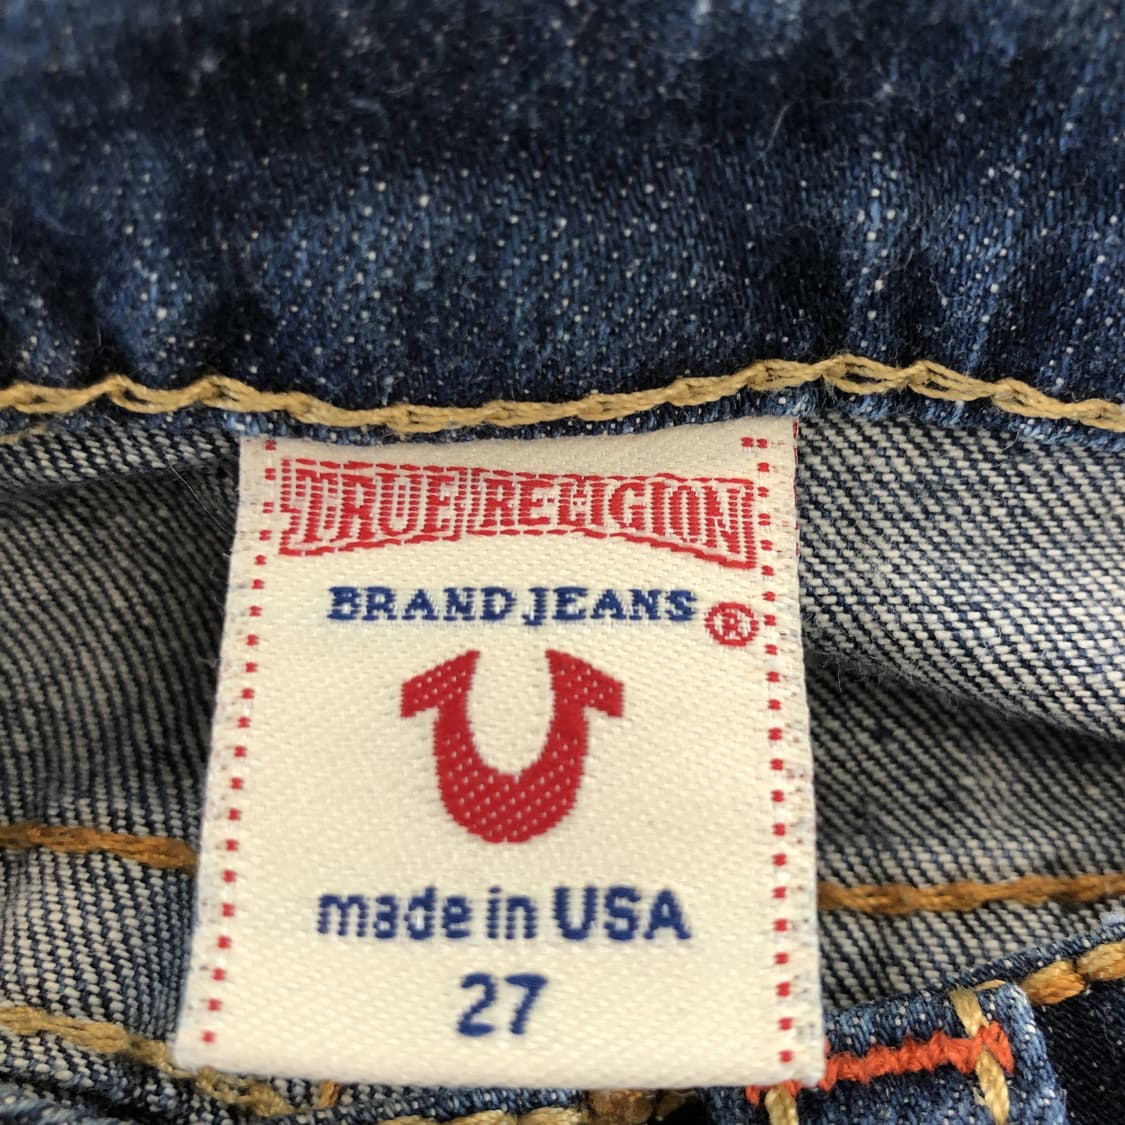 TRUE RELIGION
BRAND JEANS ®
made in USA
27